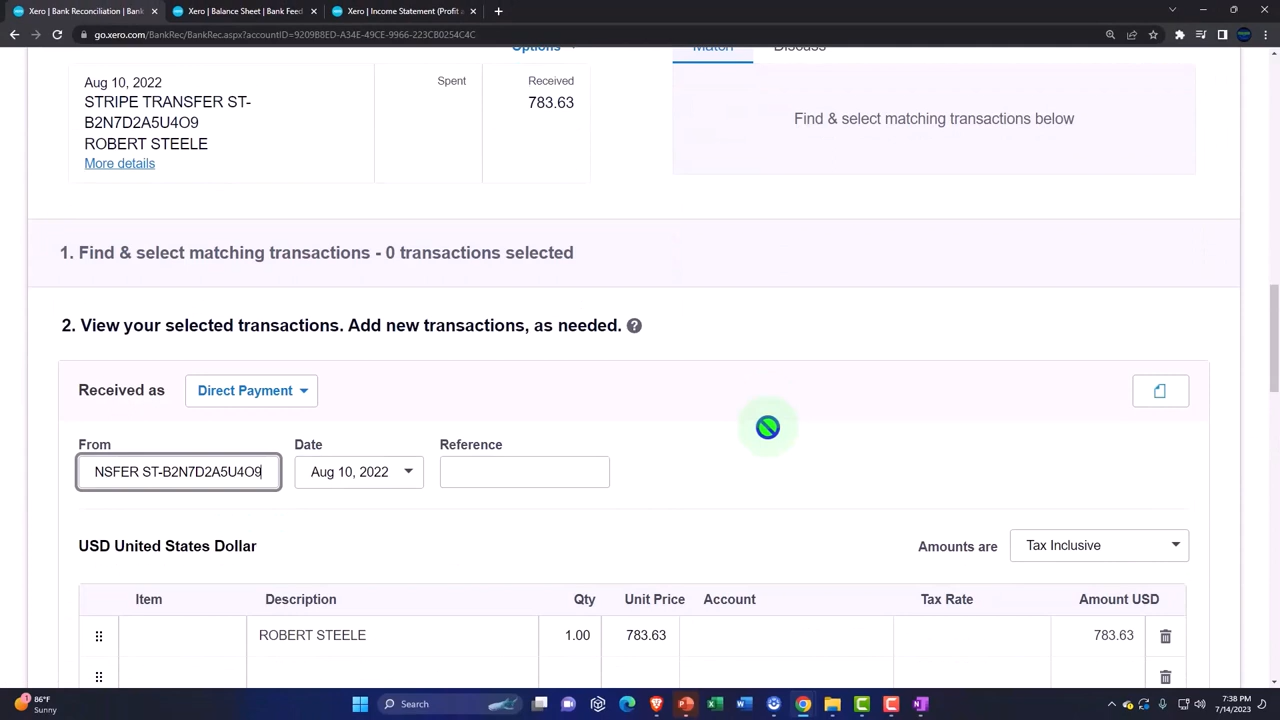 Xero | Reconciliation | Bank Ba
Xero | Balance Sheet | Bank Feed
Xero | Income Statement (Profit a
go.xero.com/BankRec/BankRec.aspx?accountID=9209B8ED-A34E-49CE-9966-223CB0254C4C
Options
Match
Discuss
Aug 10, 2022
Spent
Received
STRIPE TRANSFER ST-
783.63
B2N7D2A5U4O9
ROBERT STEELE
More details
Find & select matching transactions below
1. Find & select matching transactions - 0 transactions selected
2. View your selected transactions. Add new transactions, as needed. ?
Received as
Direct Payment
From
Date
Reference
NSFER ST-B2N7D2A5U4O9
Aug 10, 2022
USD United States Dollar
Amounts are
Tax Inclusive
Item
Description
Qty
Unit Price
Account
Tax Rate
Amount USD
ROBERT STEELE
1.00
783.63
783.63
86°F
Sunny
Search
7:38 PM
7/14/2023